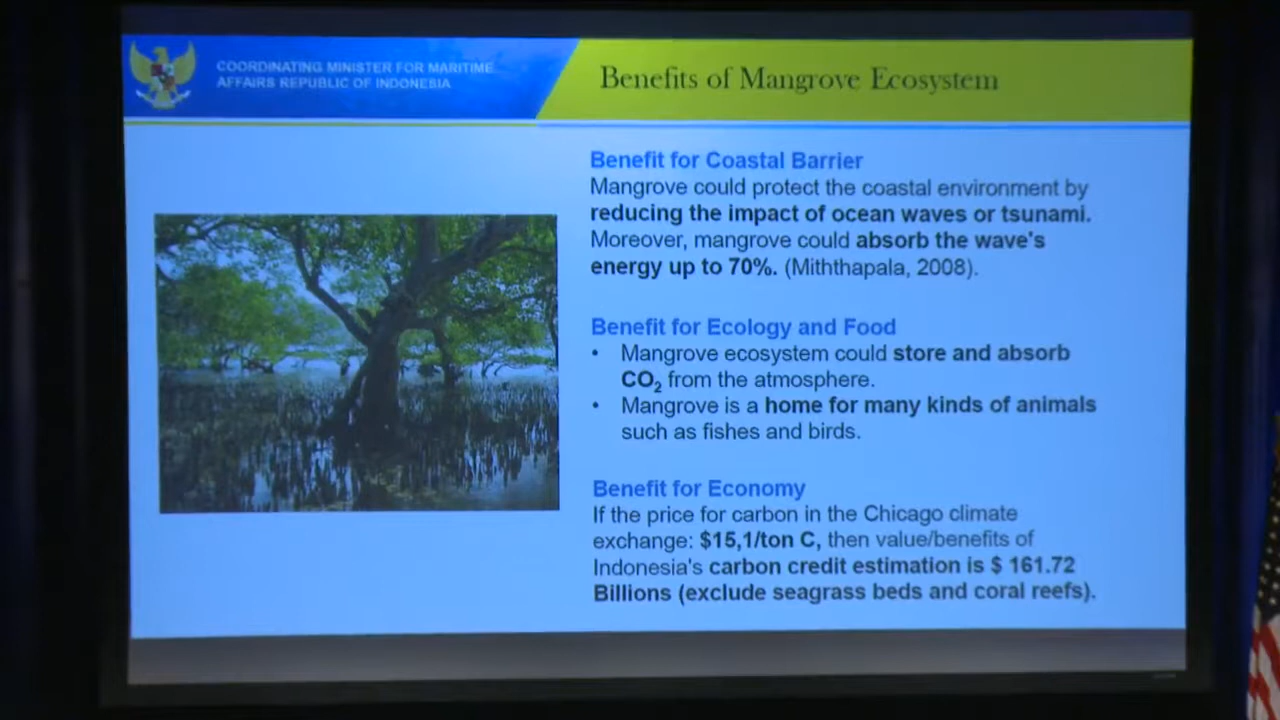 COORDINATING MINISTER FOR MARITIME
AFFAIRS REPUBLIC OF INDONESIA
Benefits of Mangrove Ecosystem
Benefit for Coastal Barrier
Mangrove could protect the coastal environment by
reducing the impact of ocean waves or tsunami.
Moreover, mangrove could absorb the wave's
energy up to 70%. (Miththapala, 2008).
Benefit for Ecology and Food
• Mangrove ecosystem could store and absorb
CO₂ from the atmosphere.
• Mangrove is a home for many kinds of animals
such as fishes and birds.
Benefit for Economy
If the price for carbon in the Chicago climate
exchange: $15,1/ton C, then value/benefits of
Indonesia's carbon credit estimation is $ 161.72
Billions (exclude seagrass beds and coral reefs).